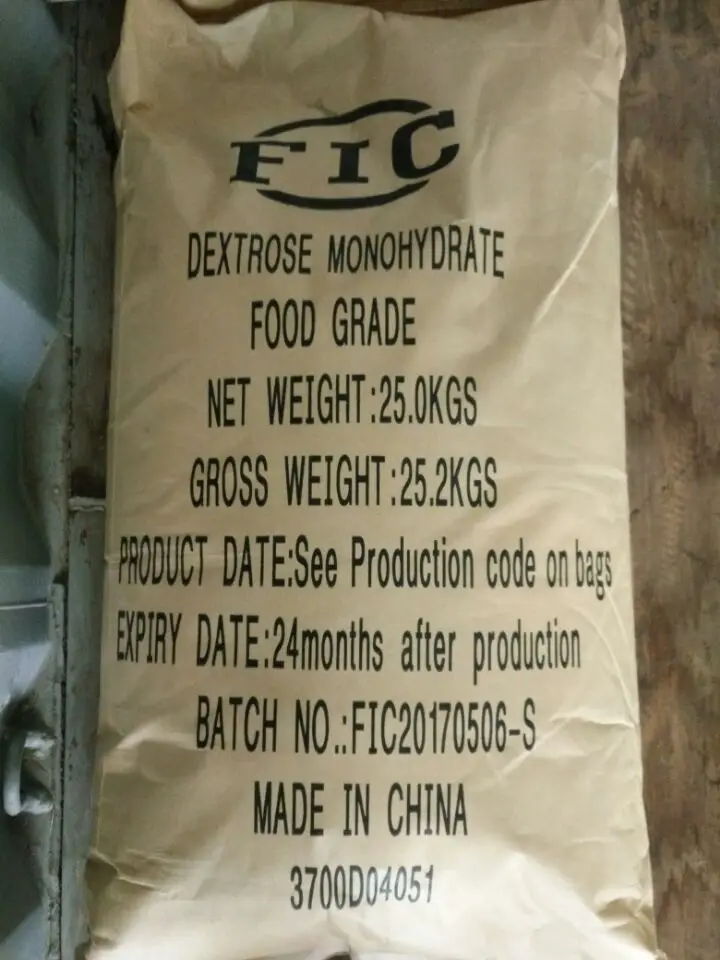 FIC
DEXTROSE MONOHYDRATE
FOOD GRADE
NET WEIGHT:25.0KGS
GROSS WEIGHT:25.2KGS
PRODUCT DATE:See Production code on bags
EXPIRY DATE:24months after production
BATCH NO.:FIC20170506-S
MADE IN CHINA
3700D04051